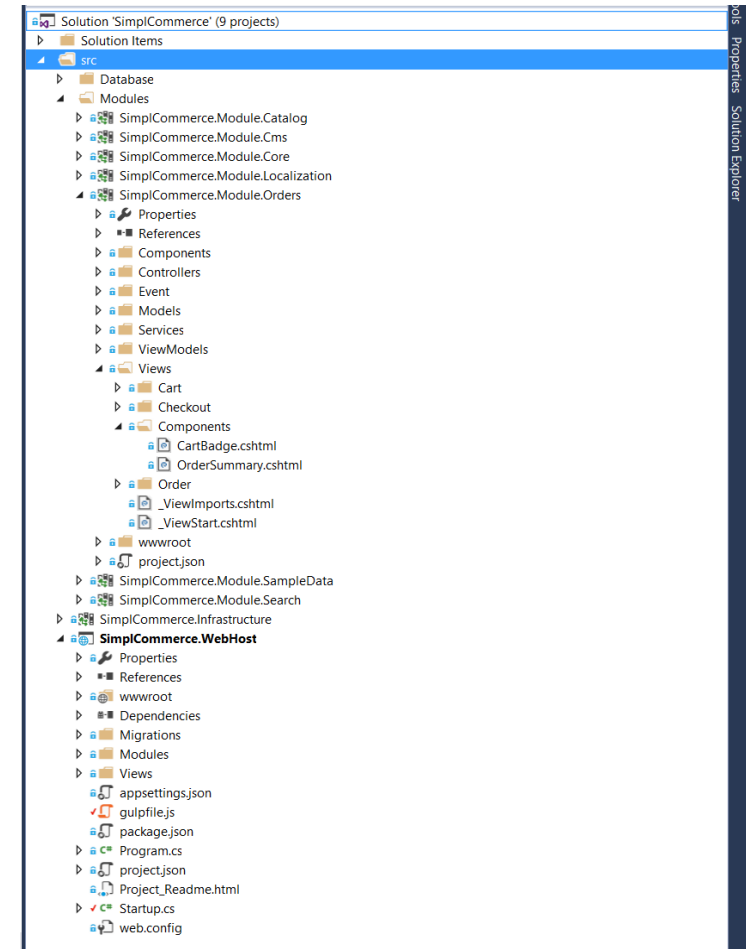 Solution 'SimplCommerce' (9 projects)
Solution Items
src
Database
Modules
SimplCommerce.Module.Catalog
SimplCommerce.Module.Cms
SimplCommerce.Module.Core
SimplCommerce.Module.Localization
SimplCommerce.Module.Orders
Properties
References
Components
Controllers
Event
Models
Services
ViewModels
Views
Cart
Checkout
Components
CartBadge.cshtml
OrderSummary.cshtml
Order
_ViewImports.cshtml
_ViewStart.cshtml
wwwroot
project.json
SimplCommerce.Module.SampleData
SimplCommerce.Module.Search
SimplCommerce.Infrastructure
SimplCommerce.WebHost
Properties
References
wwwroot
Dependencies
Migrations
Modules
Views
appsettings.json
gulpfile.js
package.json
C# Program.cs
project.json
Project_Readme.html
C# Startup.cs
web.config
ols
Properties
Solution Explorer